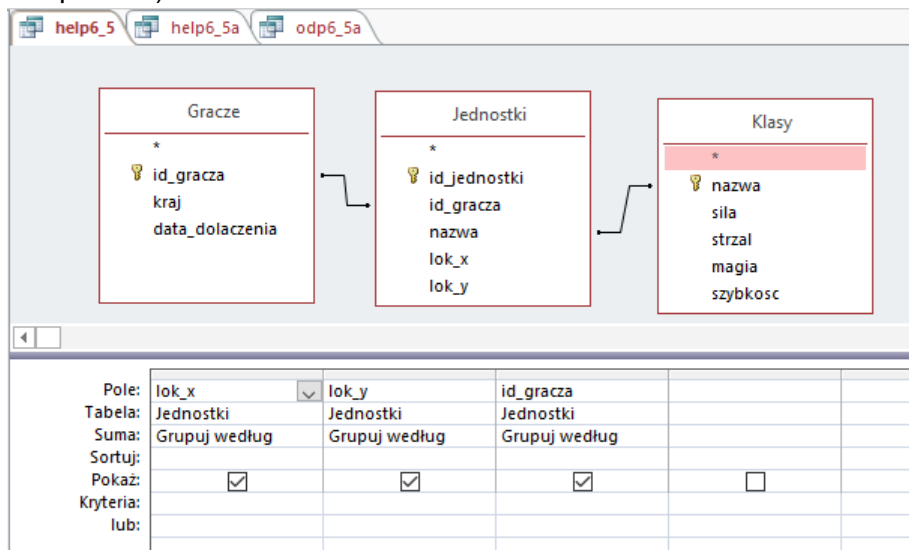 help6_5 help6_5a odp6_5a
Gracze
*
id_gracza
kraj
data_dolaczenia
Jednostki
*
id_jednostki
id_gracza
nazwa
lok_x
lok_y
Klasy
*
nazwa
sila
strzal
magia
szybkosc
Pole: lok_x lok_y id_gracza
Tabela: Jednostki Jednostki Jednostki
Suma: Grupuj według Grupuj według Grupuj według
Sortuj:
Pokaż:
Kryteria:
lub: